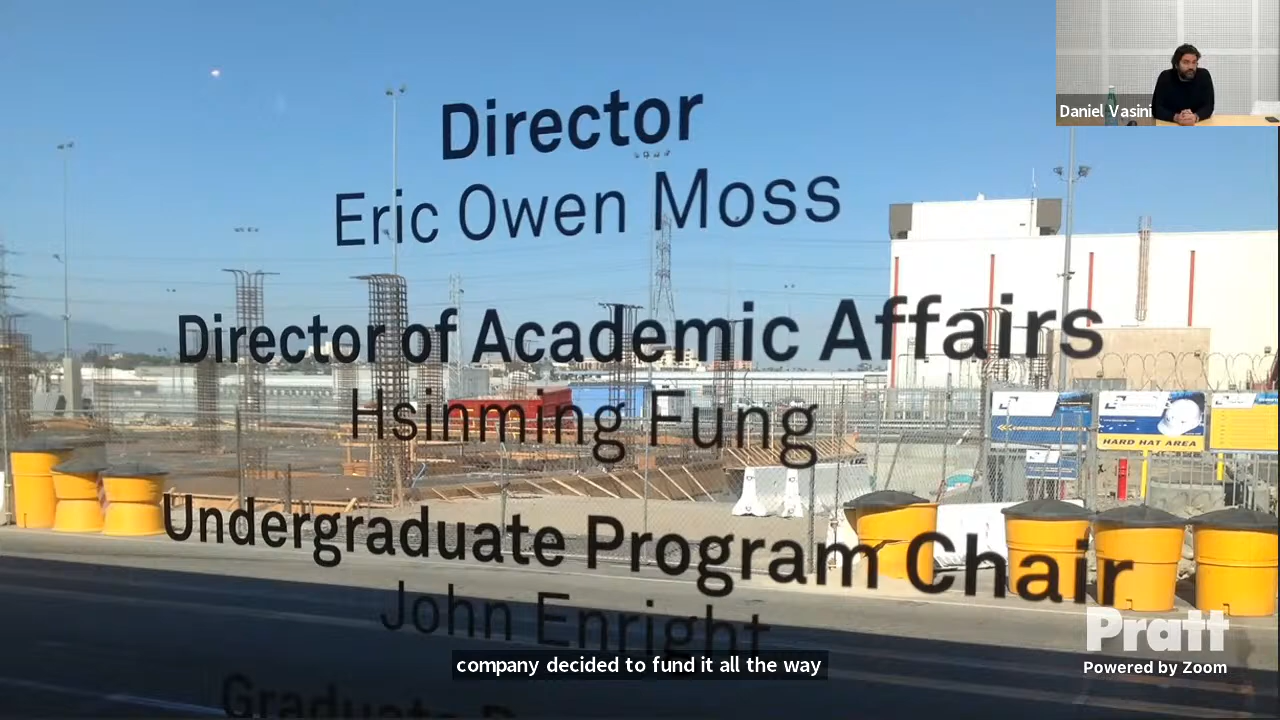 Daniel Vasini
Director
Eric Owen Moss
Director of Academic Affairs
Hsinming Fung
HARD HAT AREA
Undergraduate Program Chair
John Enright
Pratt
company decided to fund it all the way
Powered by Zoom
Graduate